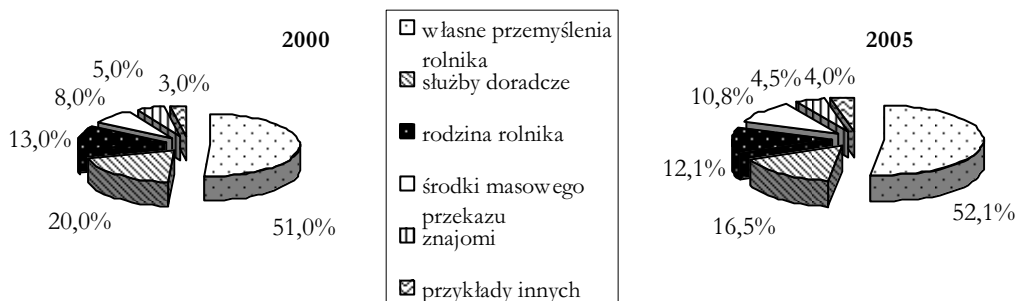 2000
5,0%
3,0%
8,0%
13,0%
20,0%
51,0%
własne przemyślenia
rolnika
służby doradcze
rodzina rolnika
środki masowego
przekazu
znajomi
przykłady innych
2005
4,5%
4,0%
10,8%
12,1%
16,5%
52,1%